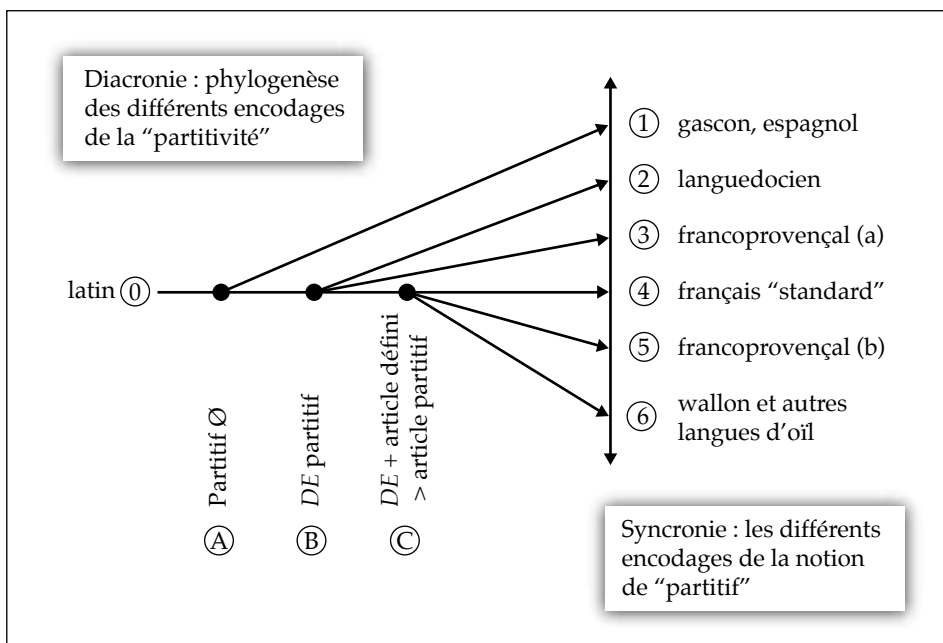 Diacronie : phylogenèse
des différents encodages
de la “partitivité”
① gascon, espagnol
② languedocien
③ francoprovençal (a)
latin ⓪
④ français “standard”
⑤ francoprovençal (b)
⑥ wallon et autres
langues d’oïl
Partitif Ø
Ⓐ
DE partitif
Ⓑ
DE + article défini
> article partitif
Ⓒ
Syncronie : les différents
encodages de la notion
de “partitif”